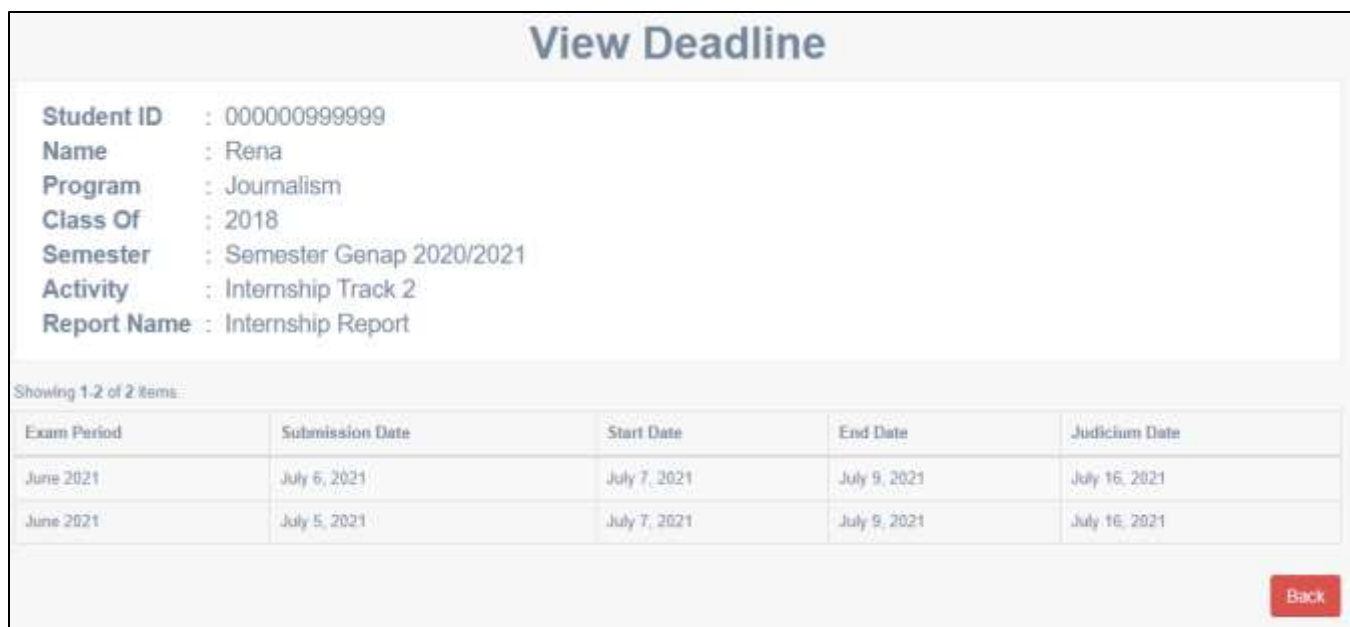 View Deadline
Student ID : 000000999999
Name : Rena
Program : Journalism
Class Of : 2018
Semester : Semester Genap 2020/2021
Activity : Internship Track 2
Report Name : Internship Report
Showing 1-2 of 2 items.
Exam Period Submission Date Start Date End Date Judicium Date
June 2021 July 6, 2021 July 7, 2021 July 9, 2021 July 16, 2021
June 2021 July 5, 2021 July 7, 2021 July 9, 2021 July 16, 2021
Back